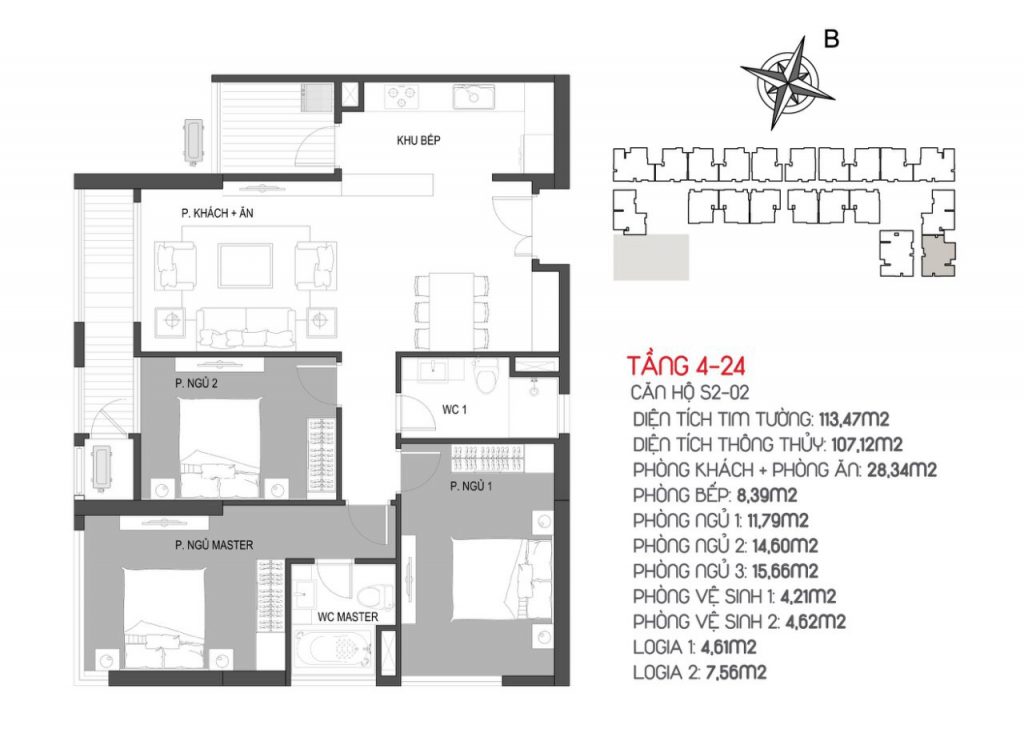 B
KHU BẾP
P. KHÁCH + ĂN
P. NGỦ 2
WC 1
P. NGỦ 1
P. NGỦ MASTER
WC MASTER
TẦNG 4-24
CĂN HỘ S2-02
DIỆN TÍCH TIM TƯỜNG: 113,47M2
DIỆN TÍCH THÔNG THỦY: 107,12M2
PHÒNG KHÁCH + PHÒNG ĂN: 28,34M2
PHÒNG BẾP: 8,39M2
PHÒNG NGỦ 1: 11,79M2
PHÒNG NGỦ 2: 14,60M2
PHÒNG NGỦ 3: 15,66M2
PHÒNG VỆ SINH 1: 4,21M2
PHÒNG VỆ SINH 2: 4,62M2
LOGIA 1: 4,61M2
LOGIA 2: 7,56M2